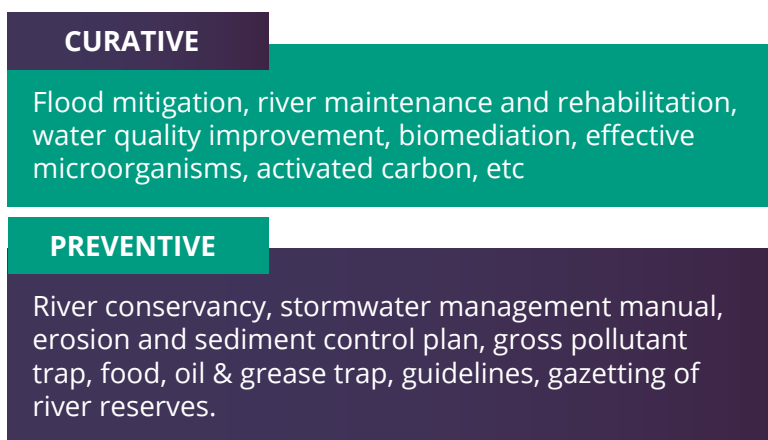 CURATIVE
Flood mitigation, river maintenance and rehabilitation,
water quality improvement, biomediation, effective
microorganisms, activated carbon, etc
PREVENTIVE
River conservancy, stormwater management manual,
erosion and sediment control plan, gross pollutant
trap, food, oil & grease trap, guidelines, gazetting of
river reserves.